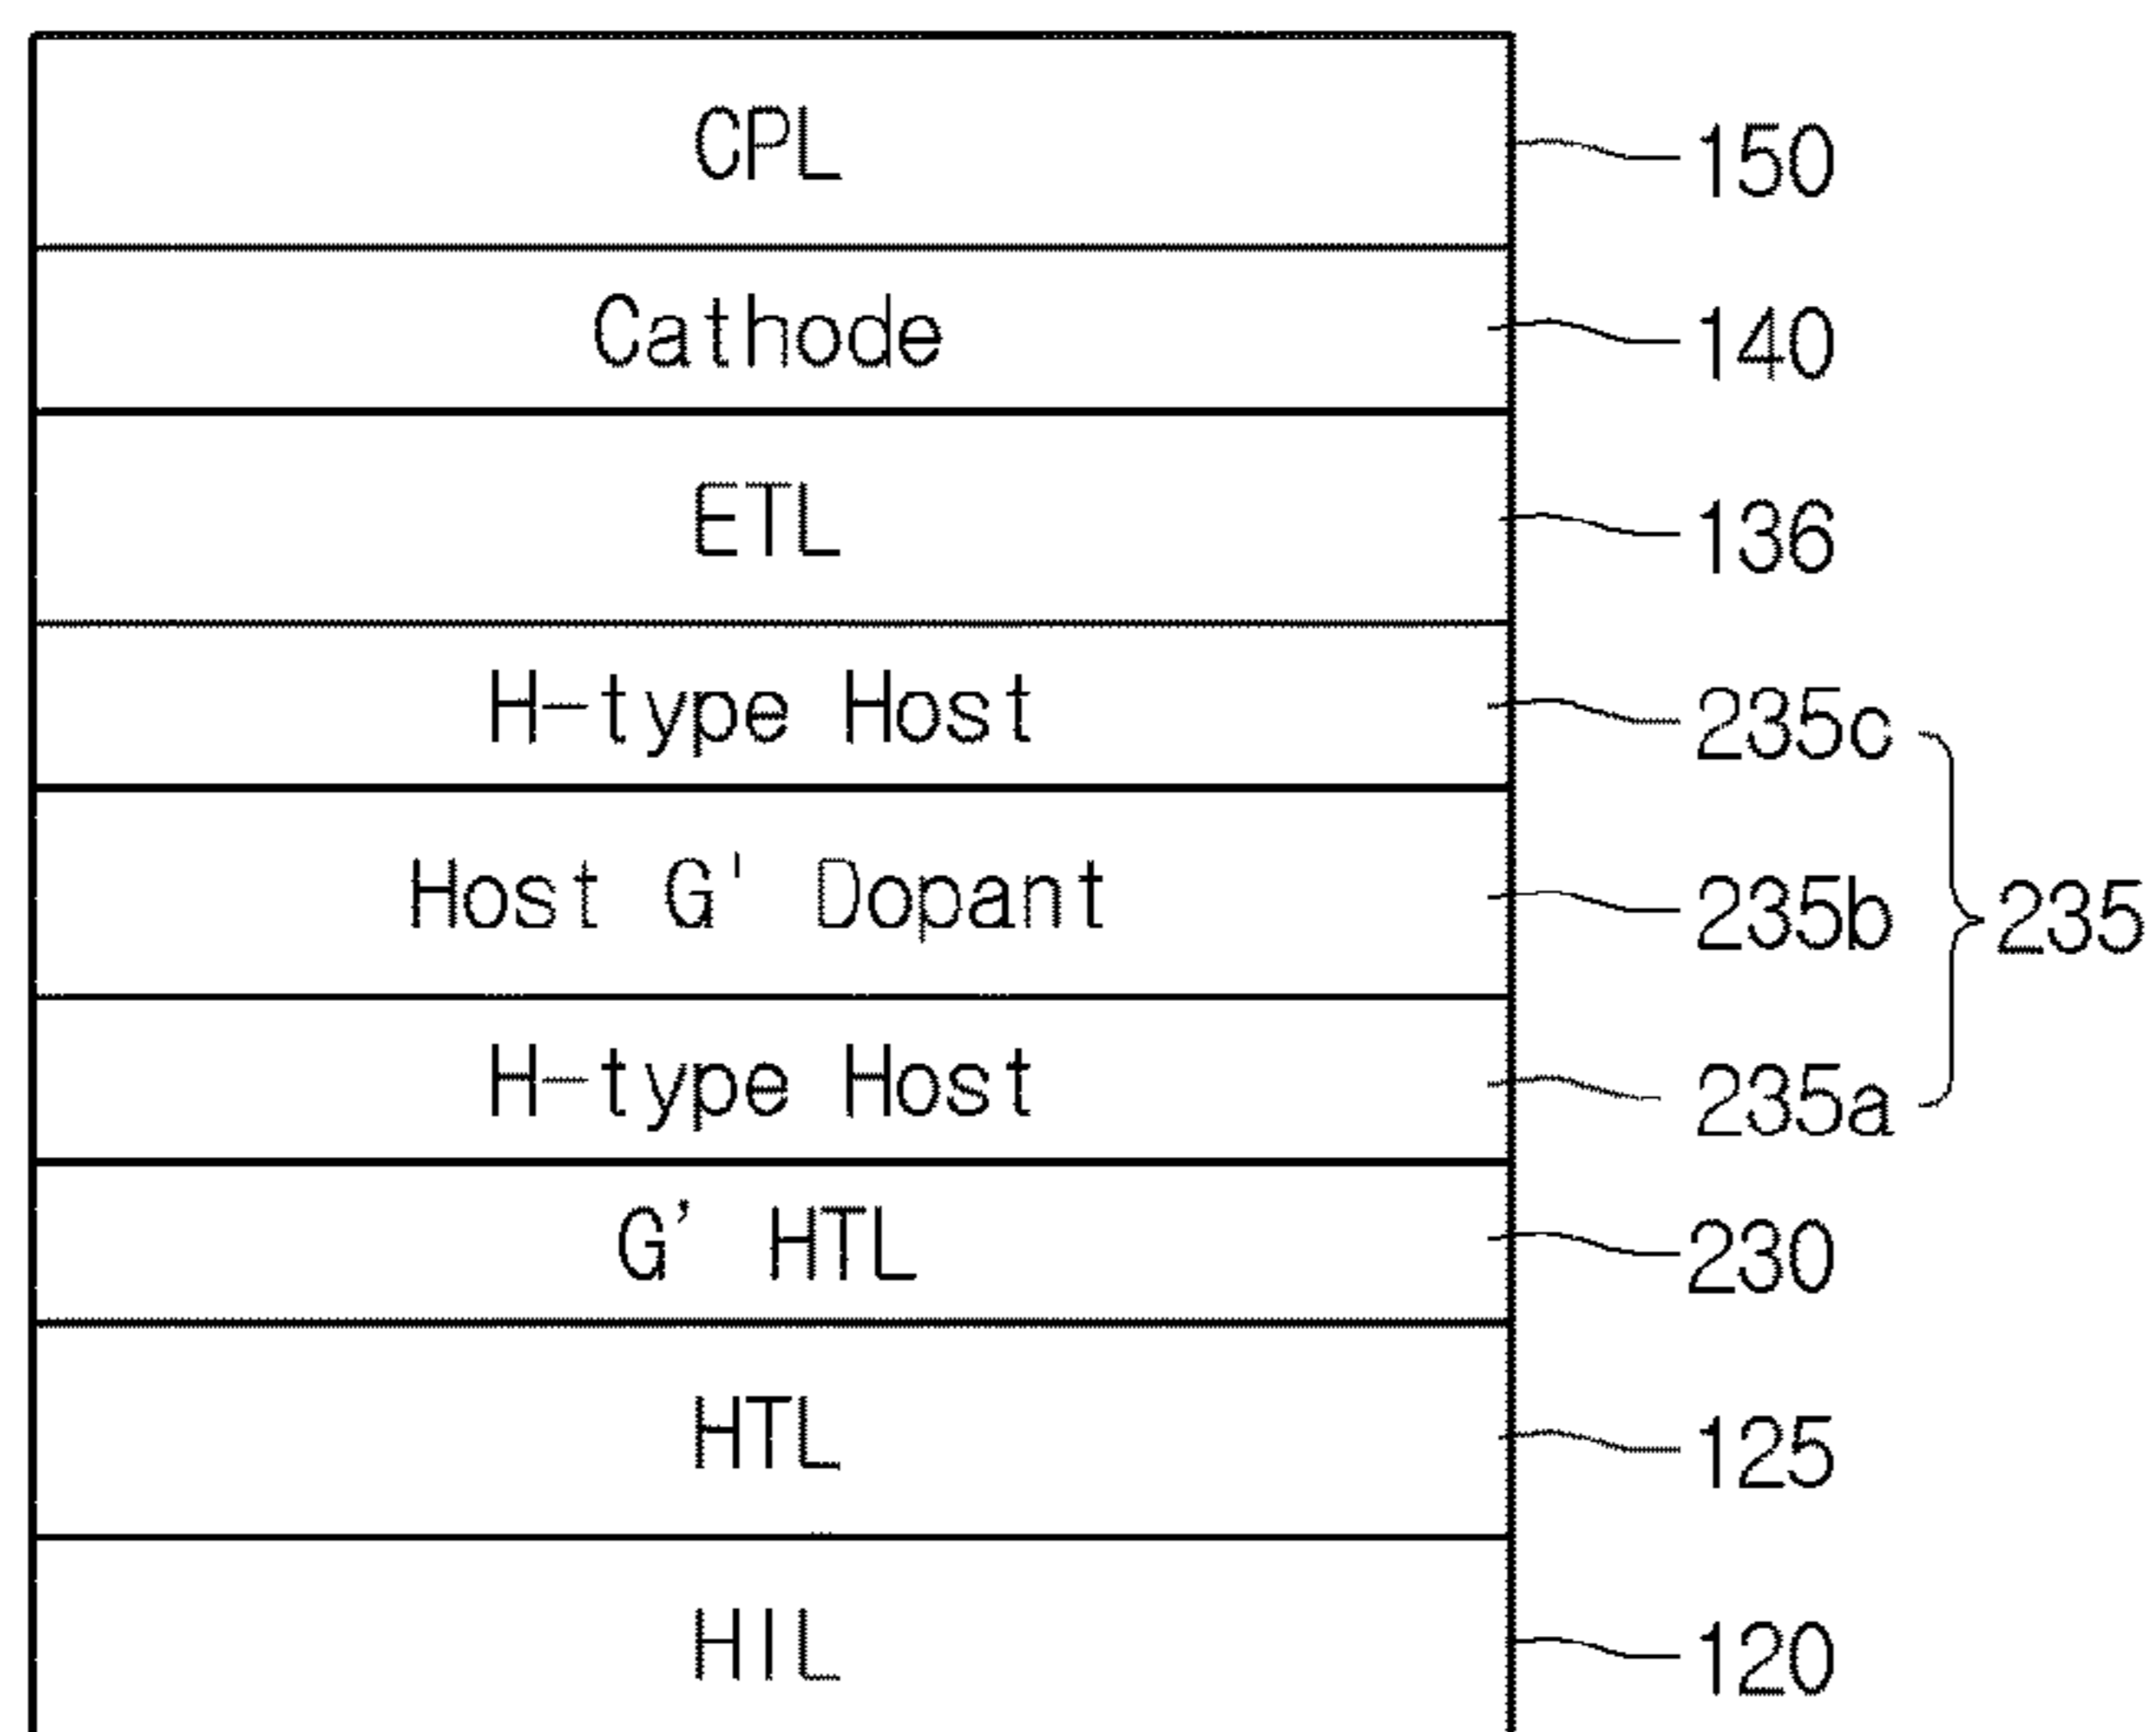 CPL 150
Cathode 140
ETL 136
H-type Host 235c
Host G' Dopant 235b 235
H-type Host 235a
G' HTL 230
HTL 125
HIL 120